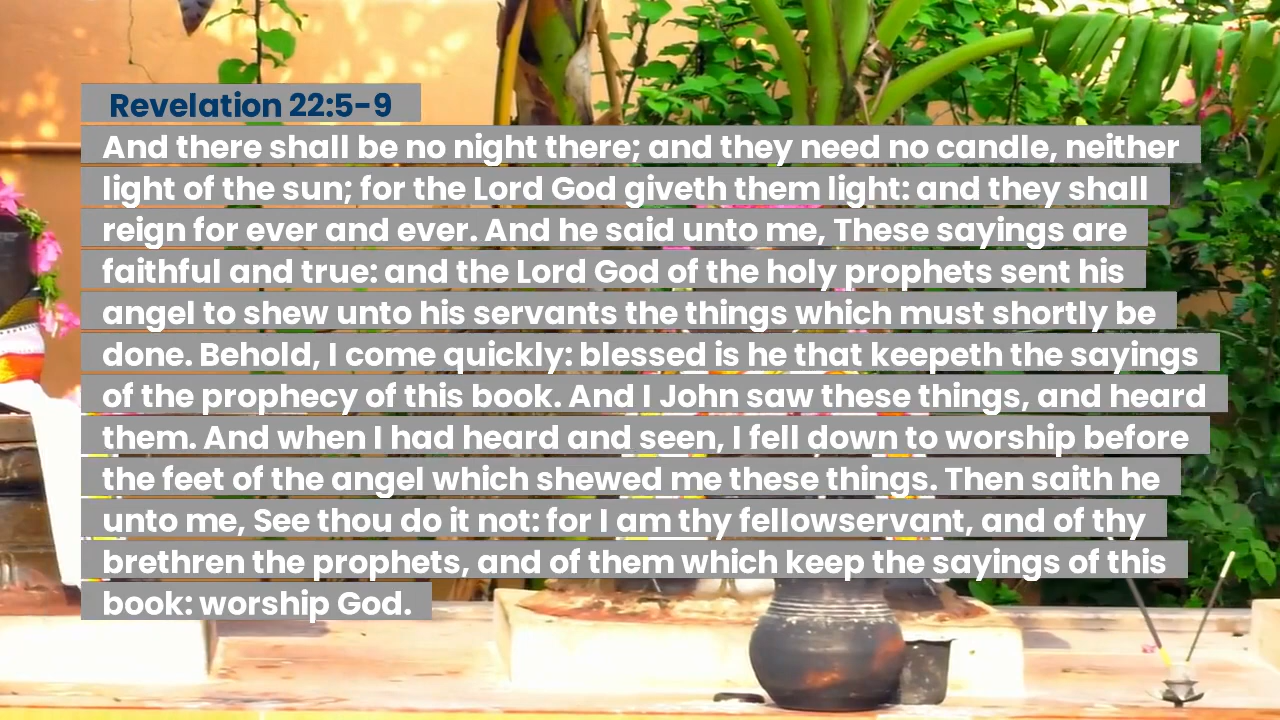 Revelation 22:5-9
And there shall be no night there; and they need no candle, neither
light of the sun; for the Lord God giveth them light: and they shall
reign for ever and ever. And he said unto me, These sayings are
faithful and true: and the Lord God of the holy prophets sent his
angel to shew unto his servants the things which must shortly be
done. Behold, I come quickly: blessed is he that keepeth the sayings
of the prophecy of this book. And I John saw these things, and heard
them. And when I had heard and seen, I fell down to worship before
the feet of the angel which shewed me these things. Then saith he
unto me, See thou do it not: for I am thy fellowservant, and of thy
brethren the prophets, and of them which keep the sayings of this
book: worship God.